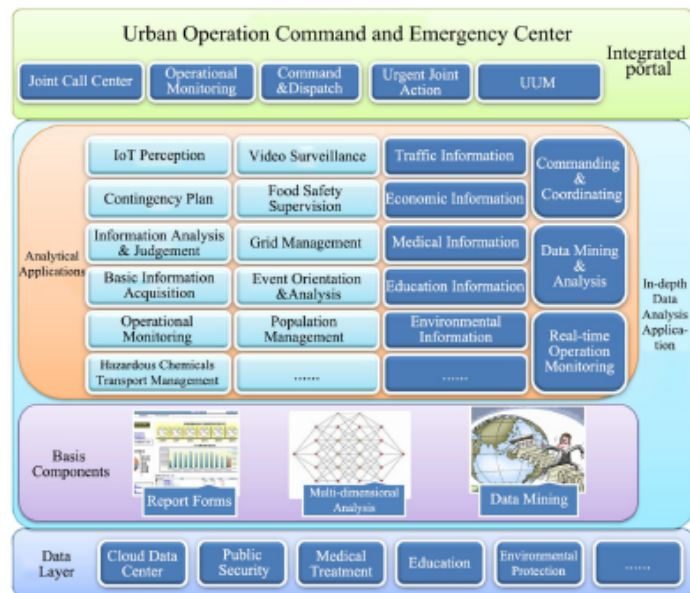 Urban Operation Command and Emergency Center
Integrated
portal
Joint Call Center
Operational
Monitoring
Command
&Dispatch
Urgent Joint
Action
UUM
Analytical
Applications
IoT Perception
Video Surveillance
Traffic Information
Commanding
&
Coordinating
Contingency Plan
Food Safety
Supervision
Economic Information
Information Analysis
& Judgement
Grid Management
Medical Information
Data Mining
&
Analysis
Basic Information
Acquisition
Event Orientation
&Analysis
Education Information
Operational
Monitoring
Population
Management
Environmental
Information
Real-time
Operation
Monitoring
Hazardous Chemicals
Transport Management
......
......
In-depth
Data
Analysis
Applica-
tion
Basis
Components
Report Forms
Multi-dimensional
Analysis
Data Mining
Data
Layer
Cloud Data
Center
Public
Security
Medical
Treatment
Education
Environmental
Protection
......